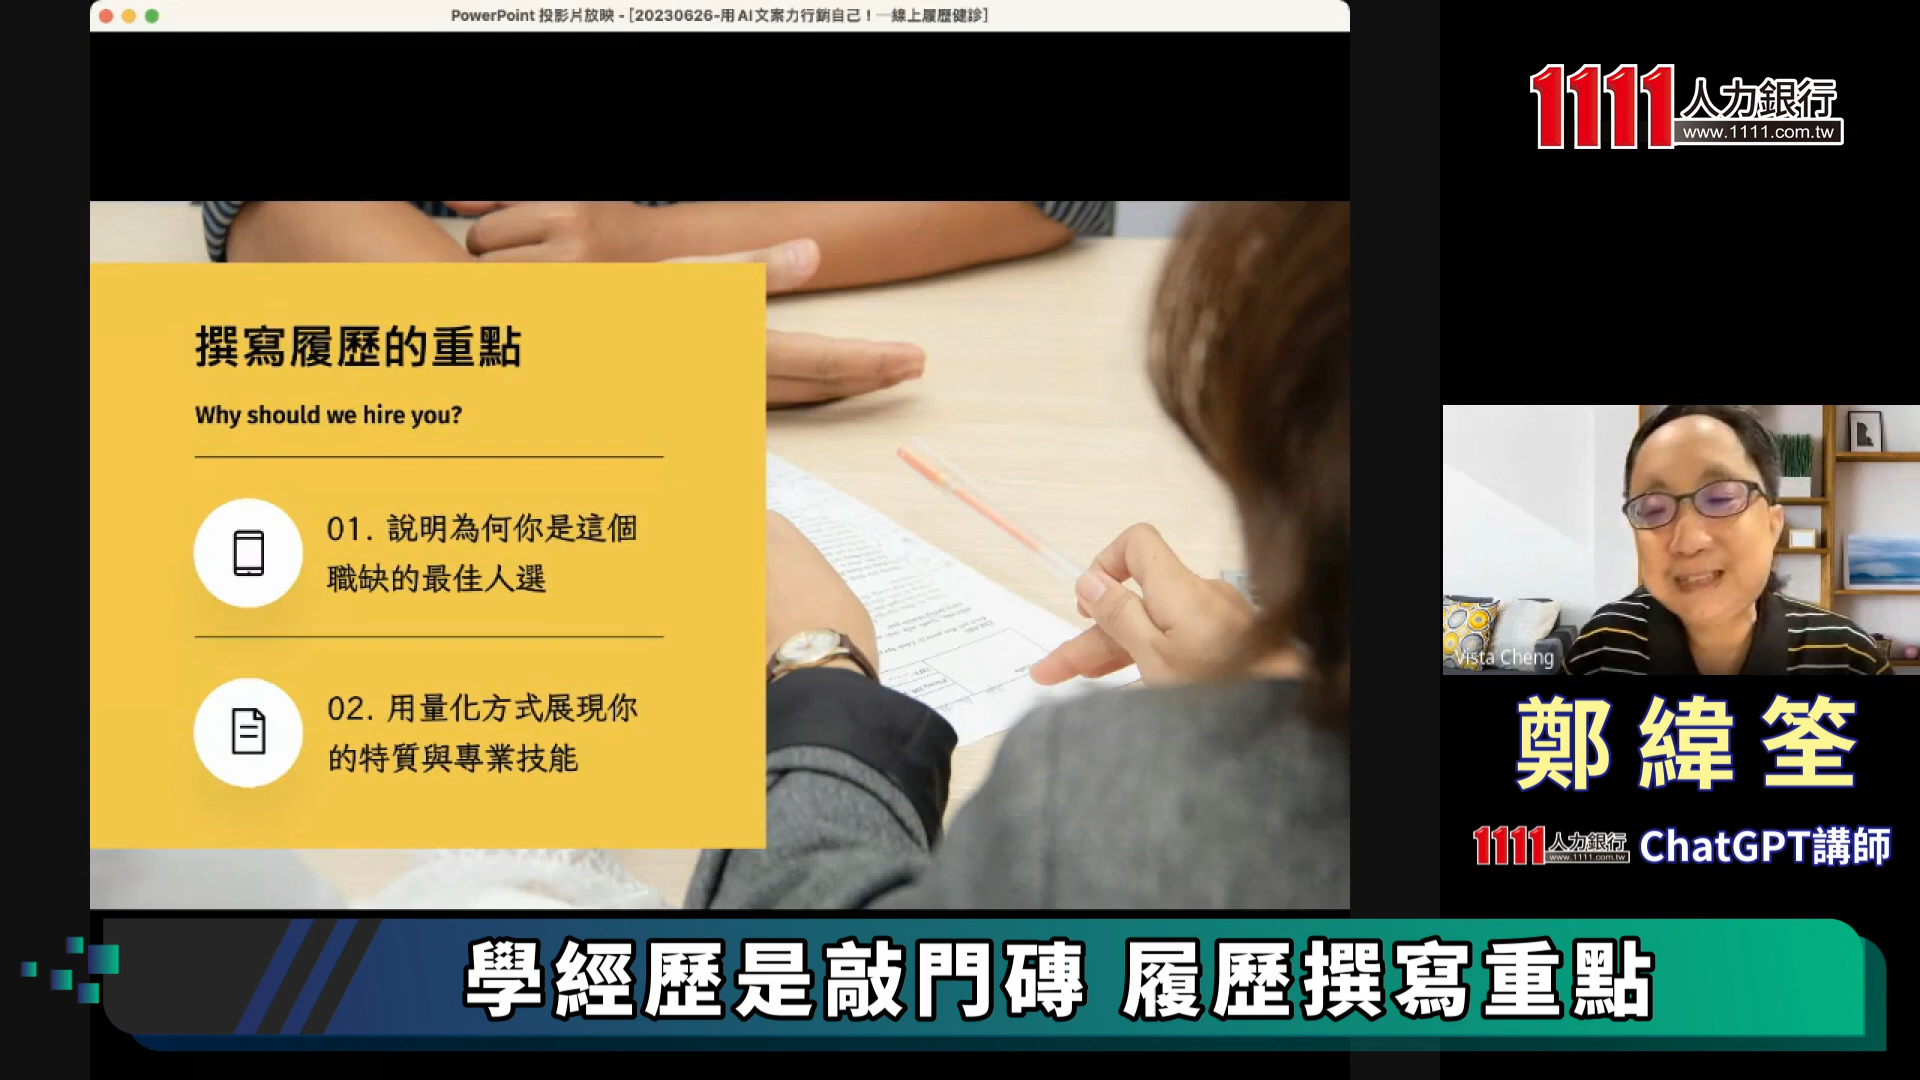 PowerPoint 投影片放映 - [20230626-用AI文案力行銷自己!—線上履歷健診]
1111人力銀行
www.1111.com.tw
撰寫履歷的重點
Why should we hire you?
01. 說明為何你是這個
職缺的最佳人選
02. 用量化方式展現你
的特質與專業技能
Vista Cheng
鄭緯筌
1111人力銀行
www.1111.com.tw
ChatGPT講師
學經歷是敲門磚 履歷撰寫重點